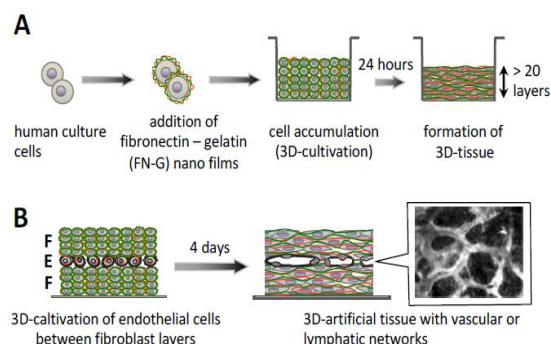 A
24 hours
> 20
layers
human culture
cells
addition of
fibronectin – gelatin
(FN-G) nano films
cell accumulation
(3D-cultivation)
formation of
3D-tissue
B
F
E
F
4 days
3D-caltivation of endothelial cells
between fibroblast layers
3D-artificial tissue with vascular or
lymphatic networks